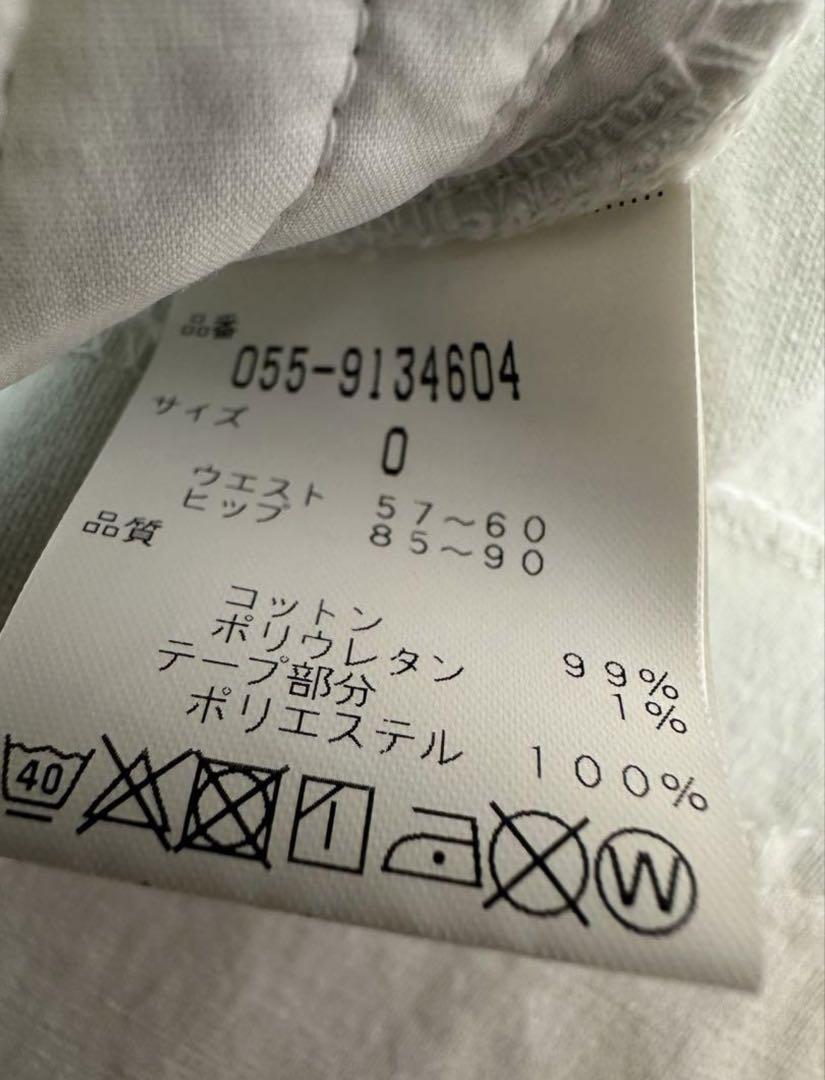 品番
055-9134604
サイズ
0
ウエスト 57〜60
ヒップ 85〜90
品質
コットン 99%
ポリウレタン 1%
テープ部分
ポリエステル 100%
40
W